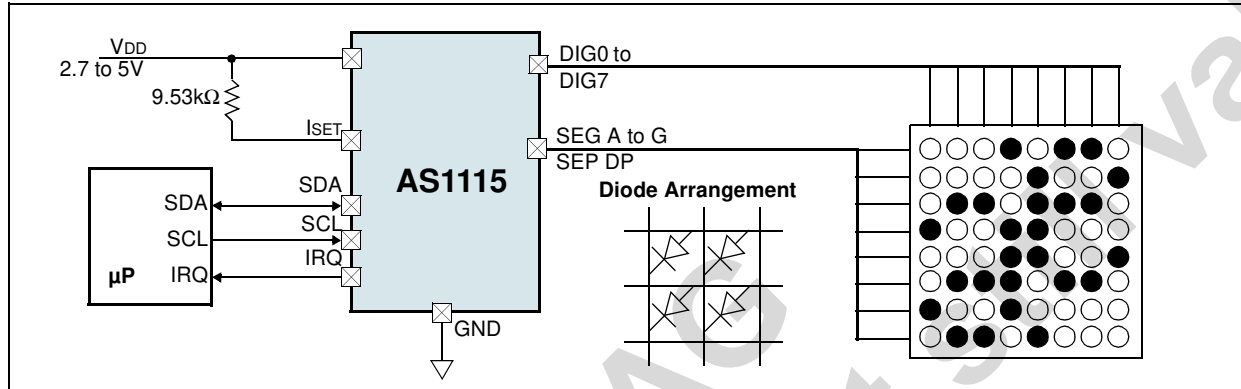 VDD
2.7 to 5V
9.53kΩ
ISET
SDA
SCL
IRQ
µP
SDA
SCL
IRQ
AS1115
GND
DIG0 to
DIG7
SEG A to G
SEP DP
Diode Arrangement
AG